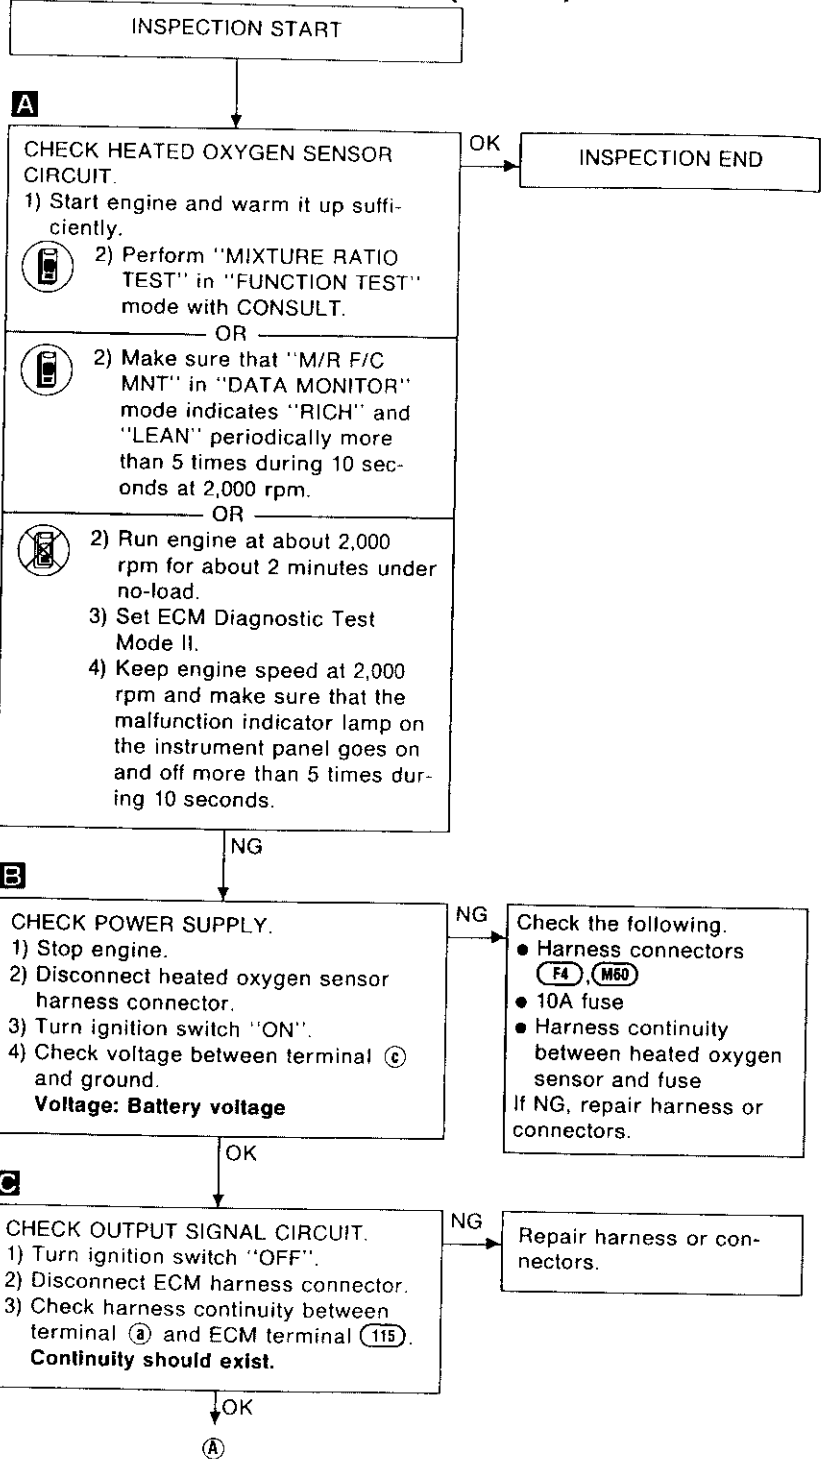 INSPECTION START
A
CHECK HEATED OXYGEN SENSOR
CIRCUIT.
1) Start engine and warm it up suffi-
ciently.
2) Perform "MIXTURE RATIO
TEST" in "FUNCTION TEST"
mode with CONSULT.
OR
2) Make sure that "M/R F/C
MNT" in "DATA MONITOR"
mode indicates "RICH" and
"LEAN" periodically more
than 5 times during 10 sec-
onds at 2,000 rpm.
OR
2) Run engine at about 2,000
rpm for about 2 minutes under
no-load.
3) Set ECM Diagnostic Test
Mode II.
4) Keep engine speed at 2,000
rpm and make sure that the
malfunction indicator lamp on
the instrument panel goes on
and off more than 5 times dur-
ing 10 seconds.
OK
INSPECTION END
NG
B
CHECK POWER SUPPLY.
1) Stop engine.
2) Disconnect heated oxygen sensor
harness connector.
3) Turn ignition switch "ON".
4) Check voltage between terminal ⓒ
and ground.
Voltage: Battery voltage
NG
Check the following.
● Harness connectors
F4, M60
● 10A fuse
● Harness continuity
between heated oxygen
sensor and fuse
If NG, repair harness or
connectors.
OK
C
CHECK OUTPUT SIGNAL CIRCUIT.
1) Turn ignition switch "OFF".
2) Disconnect ECM harness connector.
3) Check harness continuity between
terminal ⓐ and ECM terminal 115.
Continuity should exist.
NG
Repair harness or con-
nectors.
OK
Ⓐ